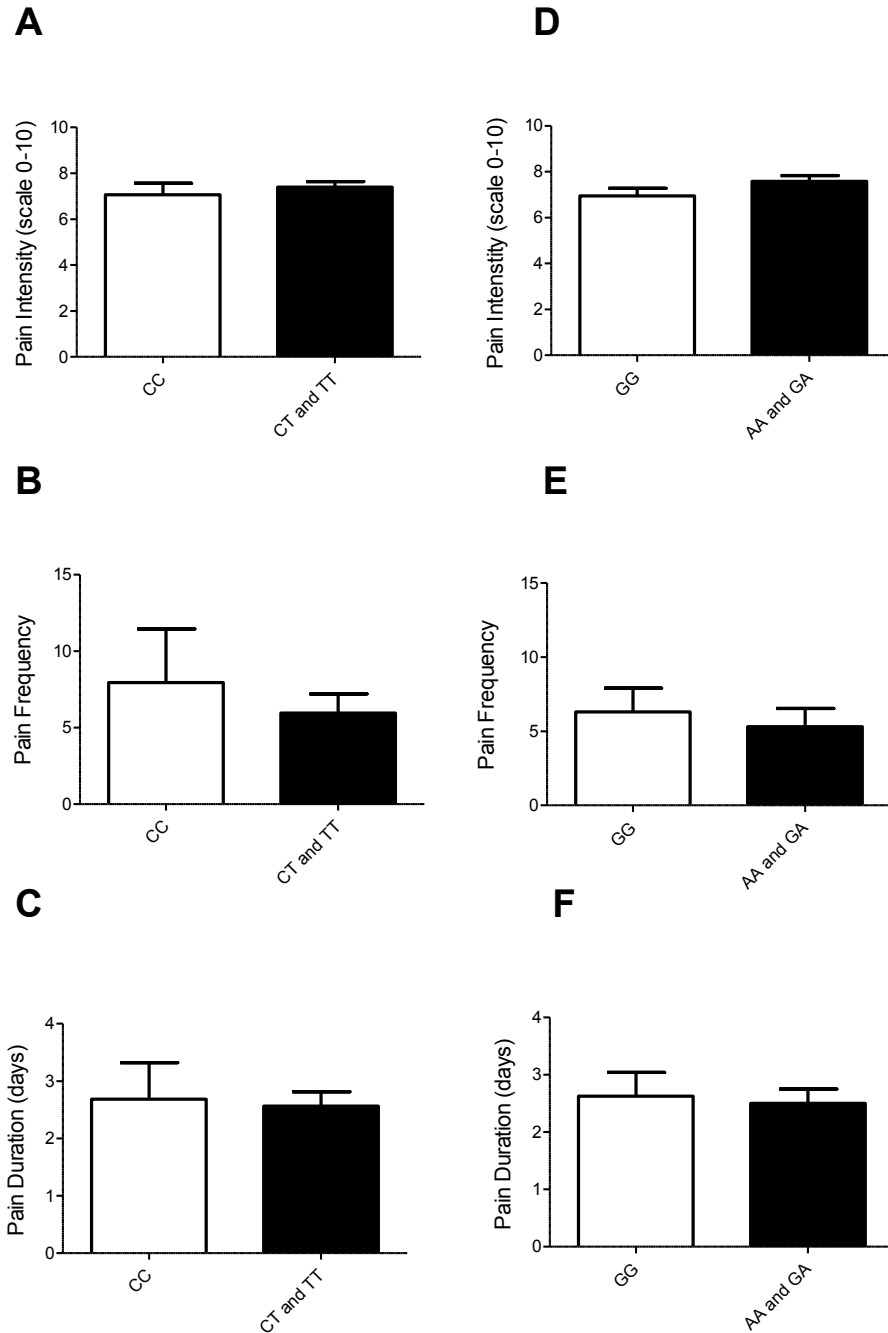 A
Pain Intensity (scale 0-10)
10
8
6
4
2
0
CC
CT and TT
D
Pain Intenstity (scale 0-10)
10
8
6
4
2
0
GG
AA and GA
B
Pain Frequency
15
10
5
0
CC
CT and TT
E
Pain Frequency
15
10
5
0
GG
AA and GA
C
Pain Duration (days)
4
3
2
1
0
CC
CT and TT
F
Pain Duration (days)
4
3
2
1
0
GG
AA and GA